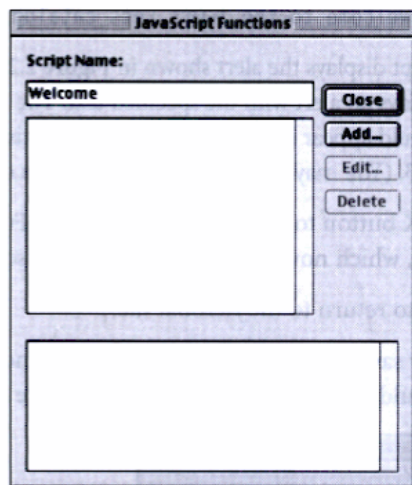 JavaScript Functions
Script Name:
Welcome
Close
Add...
Edit...
Delete